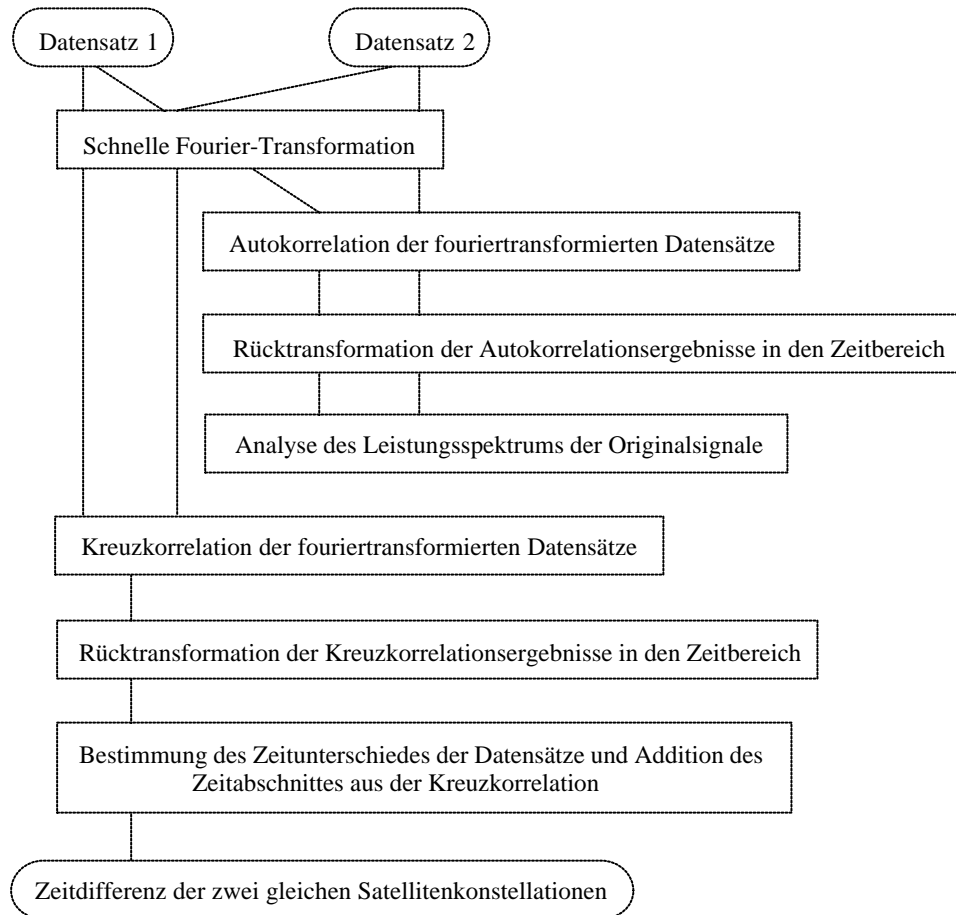 Datensatz 1
Datensatz 2
Schnelle Fourier-Transformation
Autokorrelation der fouriertransformierten Datensätze
Rücktransformation der Autokorrelationsergebnisse in den Zeitbereich
Analyse des Leistungsspektrums der Originalsignale
Kreuzkorrelation der fouriertransformierten Datensätze
Rücktransformation der Kreuzkorrelationsergebnisse in den Zeitbereich
Bestimmung des Zeitunterschiedes der Datensätze und Addition des
Zeitabschnittes aus der Kreuzkorrelation
Zeitdifferenz der zwei gleichen Satellitenkonstellationen